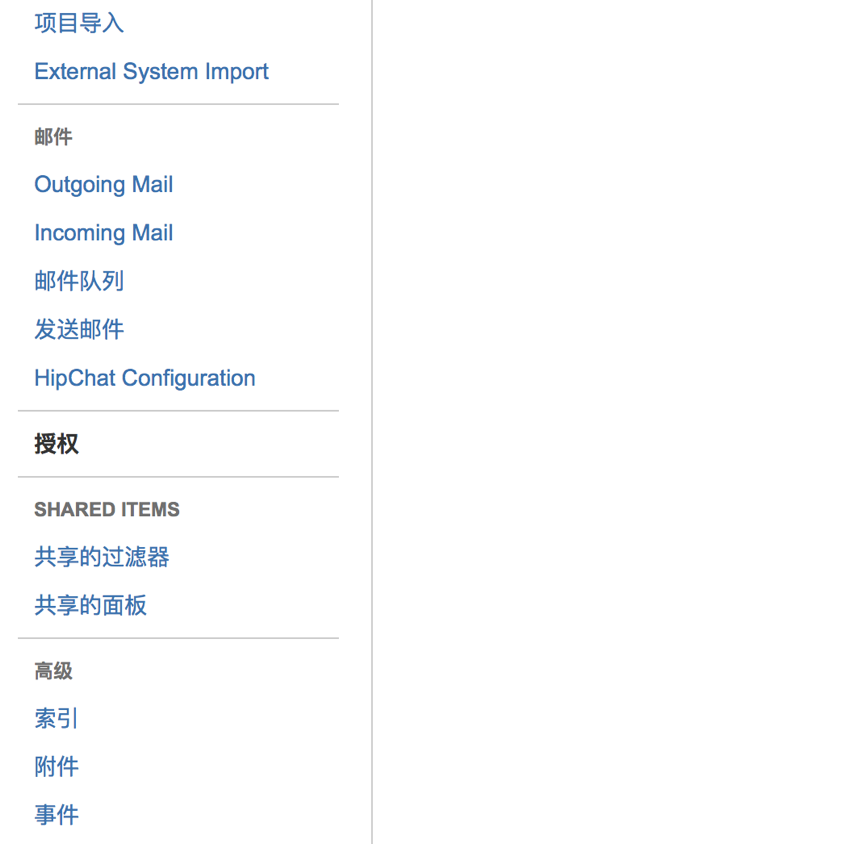 项目导入
External System Import
邮件
Outgoing Mail
Incoming Mail
邮件队列
发送邮件
HipChat Configuration
授权
SHARED ITEMS
共享的过滤器
共享的面板
高级
索引
附件
事件